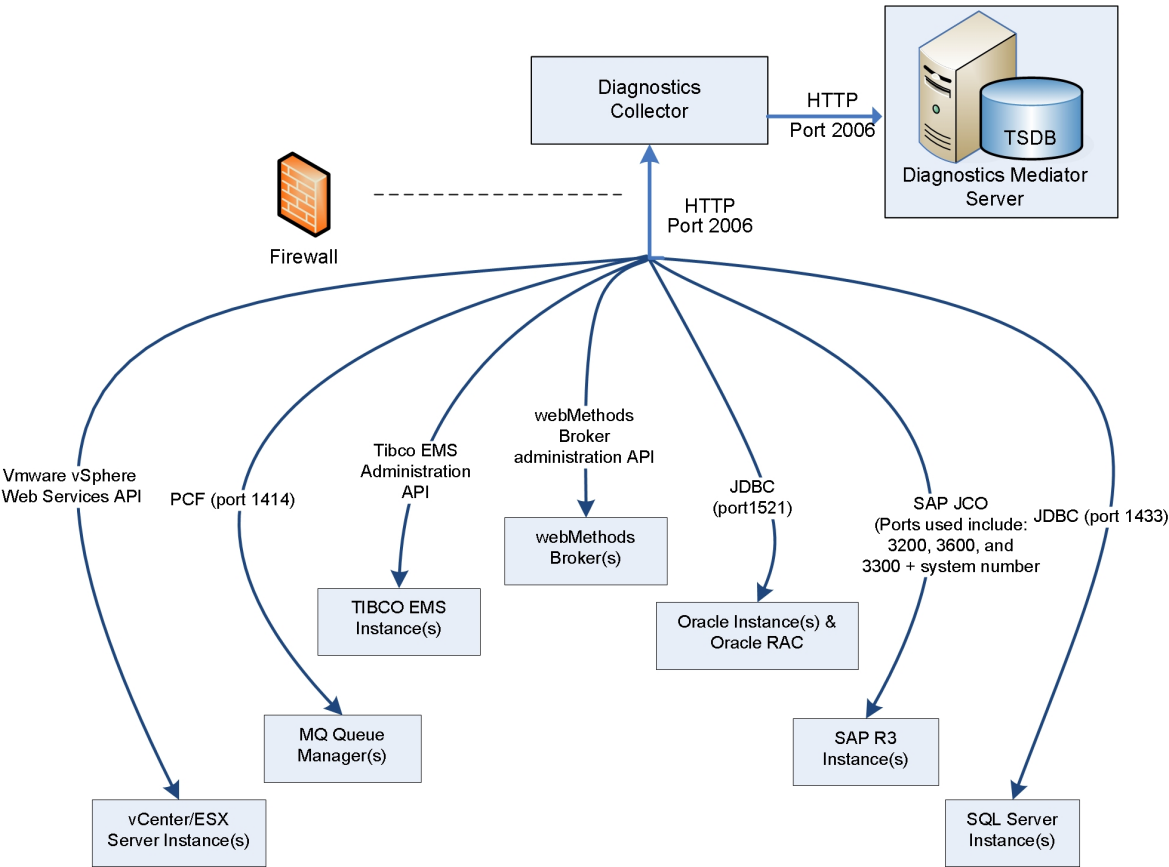 Diagnostics
Collector
HTTP
Port 2006
TSDB
Diagnostics Mediator
Server
HTTP
Port 2006
Firewall
Vmware vSphere
Web Services API
PCF (port 1414)
Tibco EMS
Administration
API
webMethods
Broker
administration API
JDBC
(port1521)
SAP JCO
(Ports used include:
3200, 3600, and
3300 + system number
JDBC (port 1433)
webMethods
Broker(s)
TIBCO EMS
Instance(s)
Oracle Instance(s) &
Oracle RAC
MQ Queue
Manager(s)
SAP R3
Instance(s)
vCenter/ESX
Server Instance(s)
SQL Server
Instance(s)